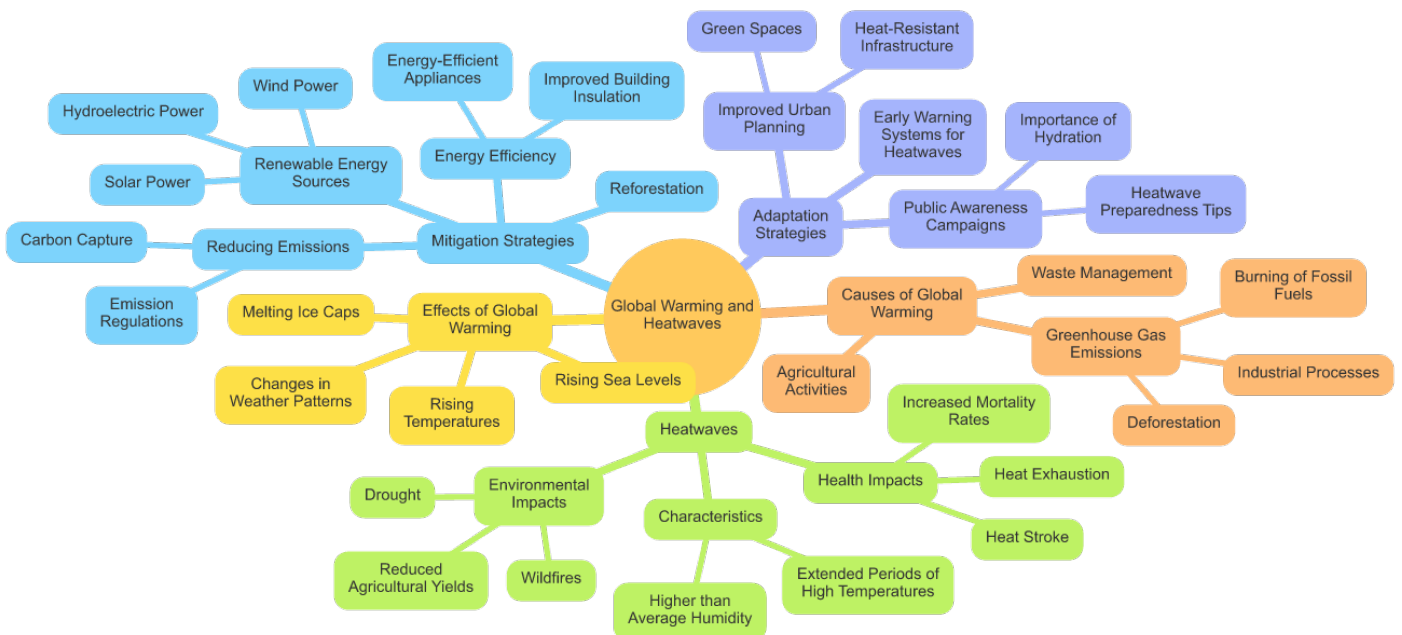 Green Spaces
Heat-Resistant
Infrastructure
Energy-Efficient
Appliances
Improved Building
Insulation
Wind Power
Hydroelectric Power
Improved Urban
Planning
Early Warning
Systems for
Heatwaves
Importance of
Hydration
Renewable Energy
Sources
Energy Efficiency
Solar Power
Reforestation
Heatwave
Preparedness Tips
Adaptation
Strategies
Public Awareness
Campaigns
Carbon Capture
Reducing Emissions
Mitigation Strategies
Emission
Regulations
Melting Ice Caps
Effects of Global
Warming
Global Warming and
Heatwaves
Causes of Global
Warming
Waste Management
Burning of Fossil
Fuels
Greenhouse Gas
Emissions
Industrial Processes
Changes in
Weather Patterns
Rising
Temperatures
Rising Sea Levels
Agricultural
Activities
Deforestation
Increased Mortality
Rates
Heatwaves
Health Impacts
Heat Exhaustion
Heat Stroke
Drought
Environmental
Impacts
Characteristics
Reduced
Agricultural Yields
Wildfires
Higher than
Average Humidity
Extended Periods of
High Temperatures